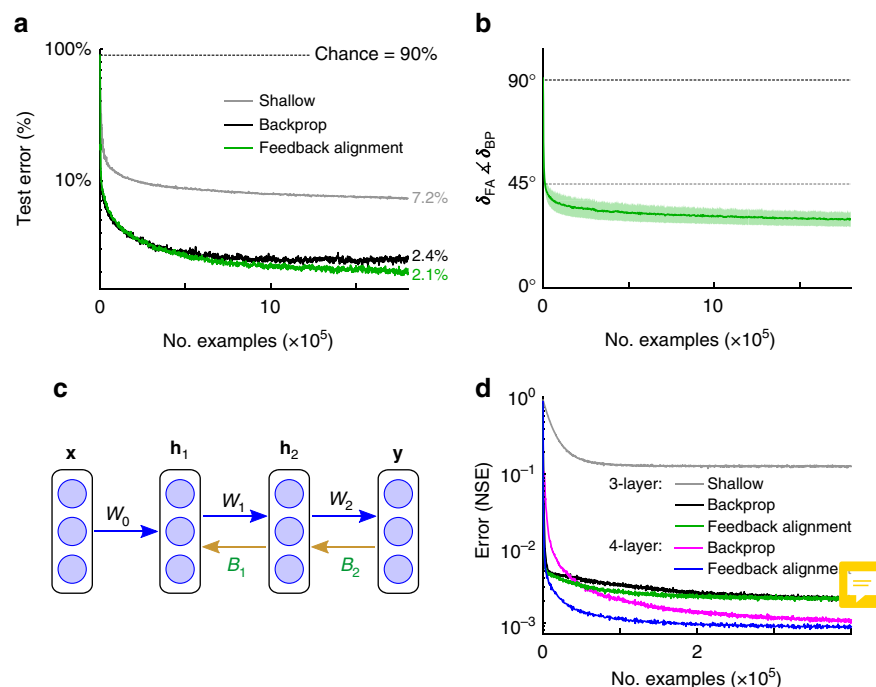 a
100%
Chance = 90%
Shallow
Backprop
Feedback alignment
Test error (%)
10%
7.2%
2.4%
2.1%
0
10
No. examples (×10⁵)
b
90°
δFA ∡ δBP
45°
0°
0
10
No. examples (×10⁵)
c
x
h₁
h₂
y
W₀
W₁
W₂
B₁
B₂
d
10⁰
10⁻¹
10⁻²
10⁻³
Error (NSE)
3-layer:
Shallow
Backprop
Feedback alignment
4-layer:
Backprop
Feedback alignme
0
2
No. examples (×10⁵)